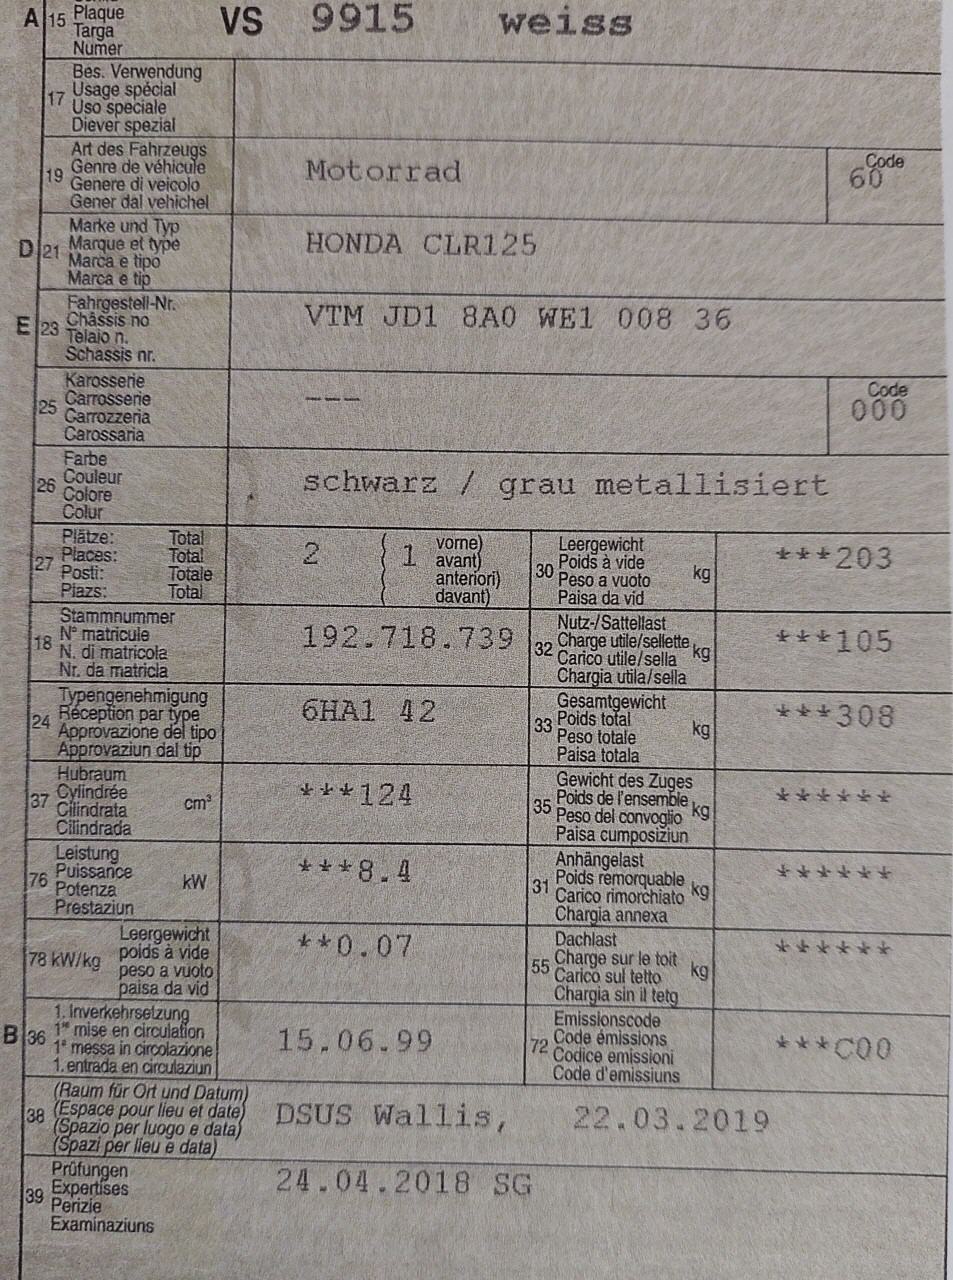 A 15 Plaque VS 9915 weiss
Targa
Numer
Bes. Verwendung
17 Usage spécial
Uso speciale
Diever spezial
Art des Fahrzeugs
19 Genre de véhicule Motorrad Code 60
Genere di veicolo
Gener dal vehichel
Marke und Typ
D 21 Marque et type HONDA CLR125
Marca e tipo
Marca e tip
Fahrgestell-Nr.
E 23 Châssis no VTM JD1 8A0 WE1 008 36
Telaio n.
Schassis nr.
Karosserie
25 Carrosserie --- Code 000
Carrozzeria
Carossaria
Farbe
26 Couleur schwarz / grau metallisiert
Colore
Colur
Plätze: Total vorne)
27 Places: Total 2 ( 1 avant)
Posti: Totale anteriori)
Plazs: Total davant)
Leergewicht
30 Poids à vide kg ***203
Peso a vuoto
Paisa da vid
Stammnummer
18 N° matricule 192.718.739
N. di matricola
Nr. da matricla
Nutz-/Sattellast
32 Charge utile/sellette kg ***105
Carico utile/sella
Chargia utila/sella
Typengenehmigung
24 Réception par type 6HA1 42
Approvazione del tipo
Approvaziun dal tip
Gesamtgewicht
33 Poids total kg ***308
Peso totale
Paisa totala
Hubraum
37 Cylindrée cm³ ***124
Cilindrata
Cilindrada
Gewicht des Zuges
35 Poids de l'ensemble kg ******
Peso del convoglio
Paisa cumposiziun
Leistung
76 Puissance kW ***8.4
Potenza
Prestaziun
Anhängelast
31 Poids remorquable kg ******
Carico rimorchiato
Chargia annexa
Leergewicht
78 kW/kg poids à vide **0.07
peso a vuoto
paisa da vid
Dachlast
55 Charge sur le toit kg ******
Carico sul tetto
Chargia sin il tetg
1. Inverkehrsetzung
B 36 1re mise en circulation 15.06.99
1a messa in circolazione
1. entrada en circulaziun
Emissionscode
72 Code émissions ***C00
Codice emissioni
Code d'emissiuns
(Raum für Ort und Datum)
38 (Espace pour lieu et date) DSUS Wallis, 22.03.2019
(Spazio per luogo e data)
(Spazi per lieu e data)
Prüfungen
39 Expertises 24.04.2018 SG
Perizie
Examinaziuns